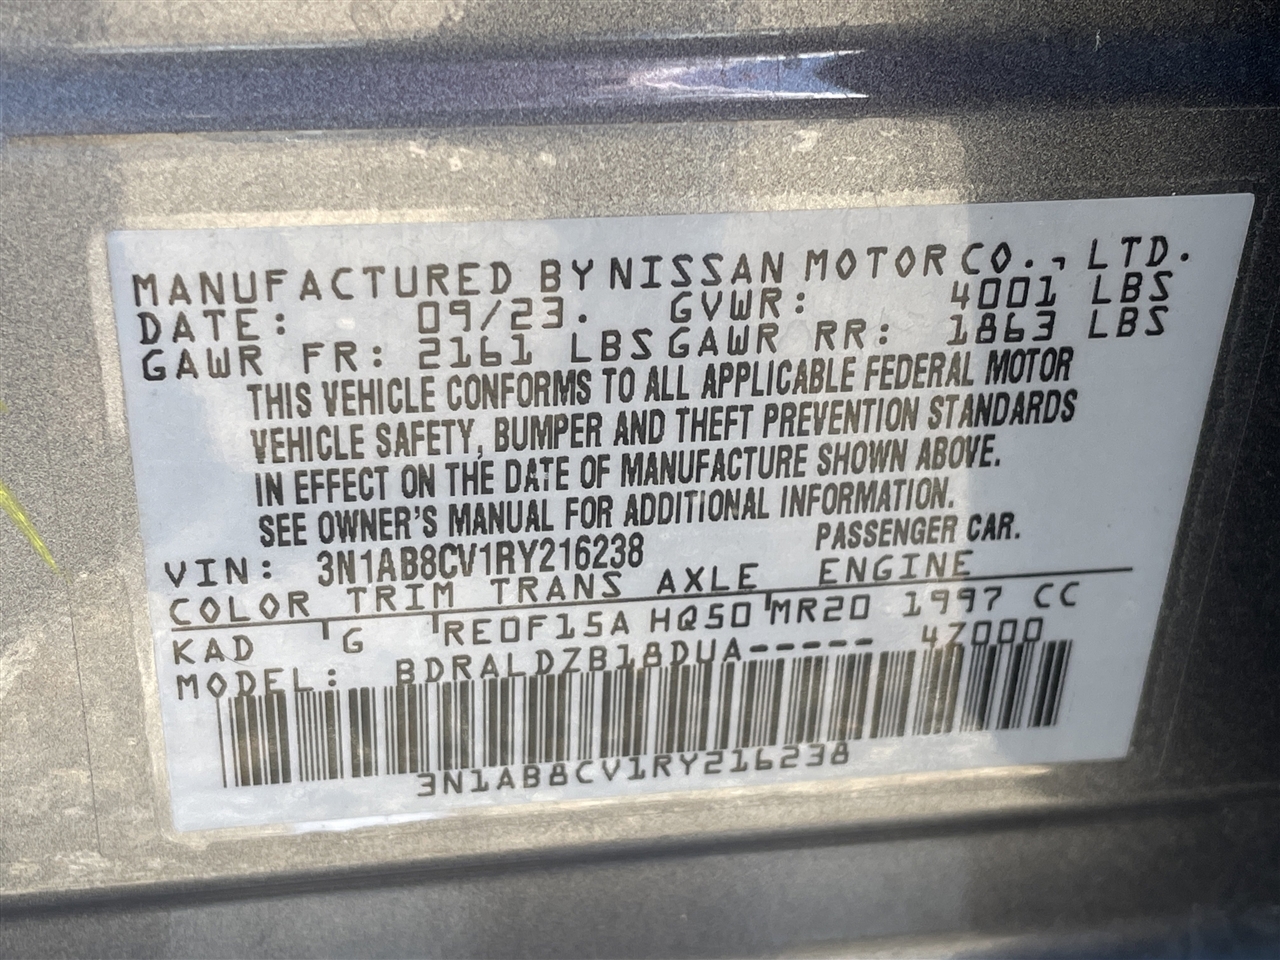 MANUFACTURED BY NISSAN MOTOR CO., LTD.
DATE: 09/23. GVWR: 4001 LBS
GAWR FR: 2161 LBS GAWR RR: 1863 LBS
THIS VEHICLE CONFORMS TO ALL APPLICABLE FEDERAL MOTOR
VEHICLE SAFETY, BUMPER AND THEFT PREVENTION STANDARDS
IN EFFECT ON THE DATE OF MANUFACTURE SHOWN ABOVE.
SEE OWNER'S MANUAL FOR ADDITIONAL INFORMATION.
VIN: 3N1AB8CV1RY216238 PASSENGER CAR.
COLOR TRIM TRANS AXLE ENGINE
KAD G RE0F15A HQ50 MR20 1997 CC
MODEL: BDRALDZB18DUA----- 47000
3N1AB8CV1RY216238